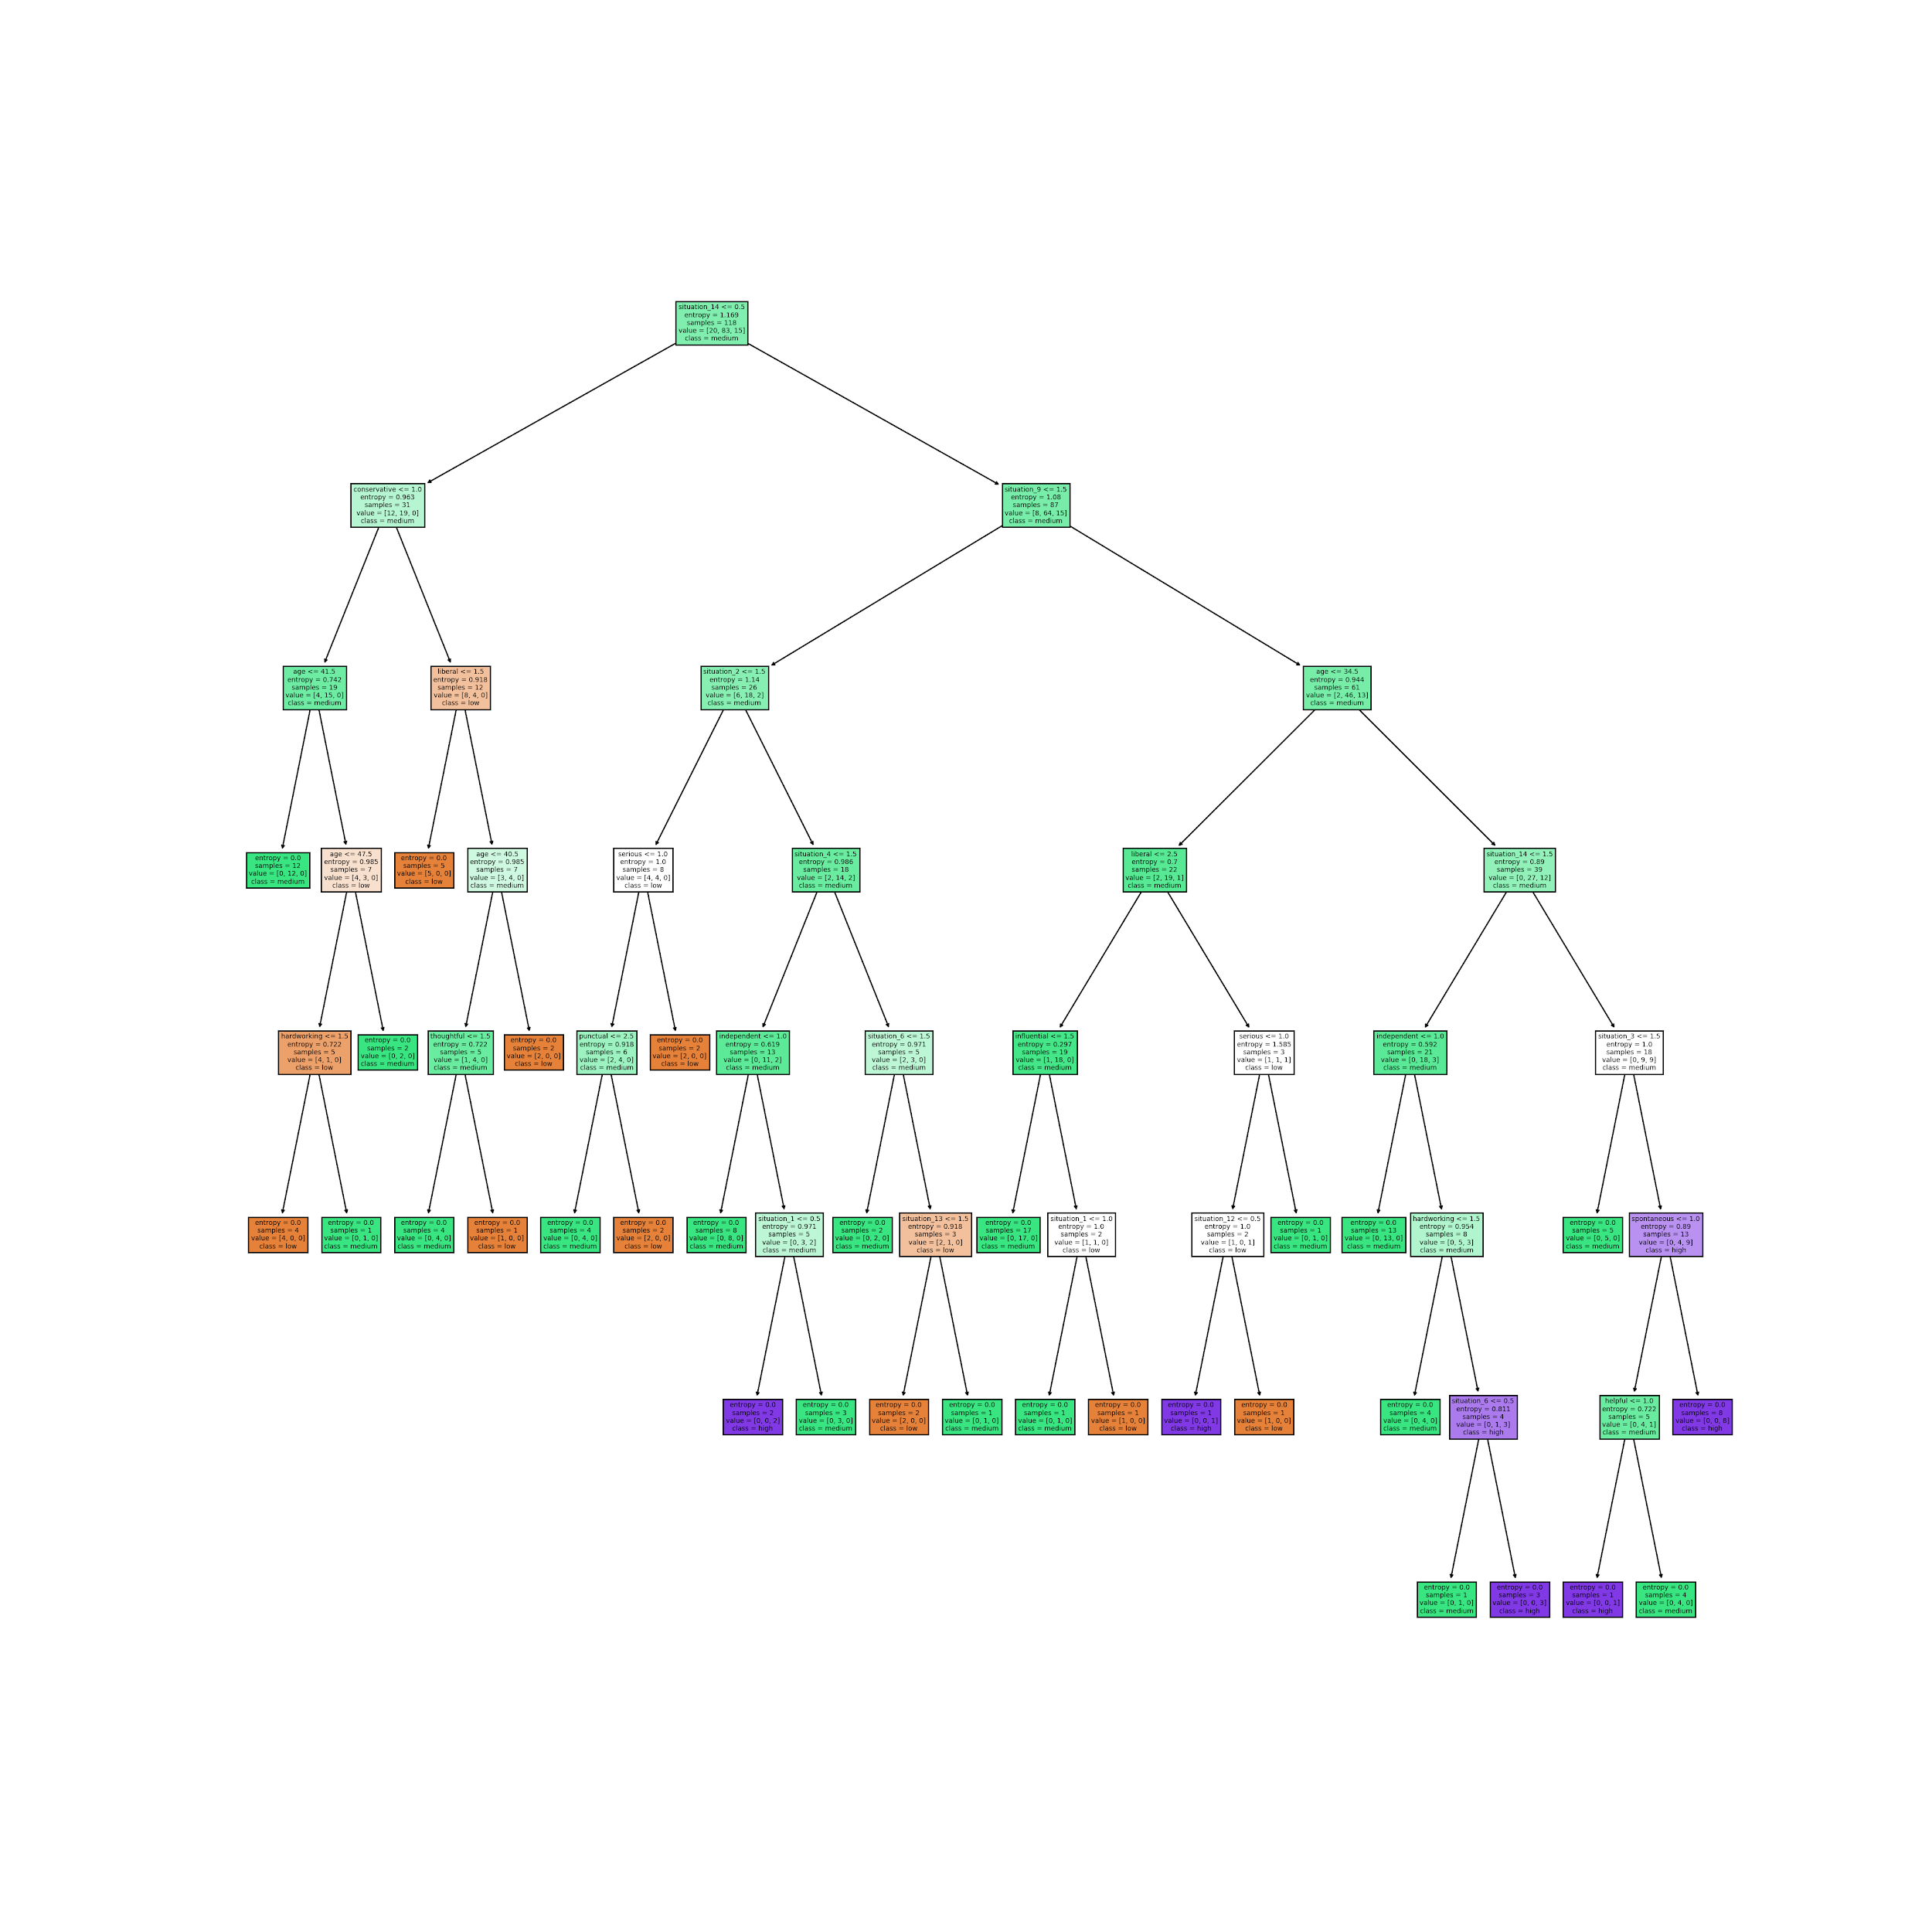 situation_14 <= 0.5
entropy = 1.169
samples = 118
value = [20, 83, 15]
class = medium
conservative <= 1.0
entropy = 0.963
samples = 31
value = [12, 19, 0]
class = medium
situation_9 <= 1.5
entropy = 1.08
samples = 87
value = [8, 64, 15]
class = medium
age <= 41.5
entropy = 0.742
samples = 19
value = [4, 15, 0]
class = medium
liberal <= 1.5
entropy = 0.918
samples = 12
value = [8, 4, 0]
class = low
situation_2 <= 1.5
entropy = 1.14
samples = 26
value = [6, 18, 2]
class = medium
age <= 34.5
entropy = 0.944
samples = 61
value = [2, 46, 13]
class = medium
entropy = 0.0
samples = 12
value = [0, 12, 0]
class = medium
age <= 47.5
entropy = 0.985
samples = 7
value = [4, 3, 0]
class = low
entropy = 0.0
samples = 5
value = [5, 0, 0]
class = low
age <= 40.5
entropy = 0.985
samples = 7
value = [3, 4, 0]
class = medium
serious <= 1.0
entropy = 1.0
samples = 8
value = [4, 4, 0]
class = low
situation_4 <= 1.5
entropy = 0.986
samples = 18
value = [2, 14, 2]
class = medium
liberal <= 2.5
entropy = 0.7
samples = 22
value = [2, 19, 1]
class = medium
situation_14 <= 1.5
entropy = 0.89
samples = 39
value = [0, 27, 12]
class = medium
hardworking <= 1.5
entropy = 0.722
samples = 5
value = [4, 1, 0]
class = low
entropy = 0.0
samples = 2
value = [0, 2, 0]
class = medium
thoughtful <= 1.5
entropy = 0.722
samples = 5
value = [1, 4, 0]
class = medium
entropy = 0.0
samples = 2
value = [2, 0, 0]
class = low
punctual <= 2.5
entropy = 0.918
samples = 6
value = [2, 4, 0]
class = medium
entropy = 0.0
samples = 2
value = [2, 0, 0]
class = low
independent <= 1.0
entropy = 0.619
samples = 13
value = [0, 11, 2]
class = medium
situation_6 <= 1.5
entropy = 0.971
samples = 5
value = [2, 3, 0]
class = medium
influential <= 1.5
entropy = 0.297
samples = 19
value = [1, 18, 0]
class = medium
serious <= 1.0
entropy = 1.585
samples = 3
value = [1, 1, 1]
class = low
independent <= 1.0
entropy = 0.592
samples = 21
value = [0, 18, 3]
class = medium
situation_3 <= 1.5
entropy = 1.0
samples = 18
value = [0, 9, 9]
class = medium
entropy = 0.0
samples = 4
value = [4, 0, 0]
class = low
entropy = 0.0
samples = 1
value = [0, 1, 0]
class = medium
entropy = 0.0
samples = 4
value = [0, 4, 0]
class = medium
entropy = 0.0
samples = 1
value = [1, 0, 0]
class = low
entropy = 0.0
samples = 4
value = [0, 4, 0]
class = medium
entropy = 0.0
samples = 2
value = [2, 0, 0]
class = low
entropy = 0.0
samples = 8
value = [0, 8, 0]
class = medium
situation_1 <= 0.5
entropy = 0.971
samples = 5
value = [0, 3, 2]
class = medium
entropy = 0.0
samples = 2
value = [0, 2, 0]
class = medium
situation_13 <= 1.5
entropy = 0.918
samples = 3
value = [2, 1, 0]
class = low
entropy = 0.0
samples = 17
value = [0, 17, 0]
class = medium
situation_1 <= 1.0
entropy = 1.0
samples = 2
value = [1, 1, 0]
class = low
situation_12 <= 0.5
entropy = 1.0
samples = 2
value = [1, 0, 1]
class = low
entropy = 0.0
samples = 1
value = [0, 1, 0]
class = medium
entropy = 0.0
samples = 13
value = [0, 13, 0]
class = medium
hardworking <= 1.5
entropy = 0.954
samples = 8
value = [0, 5, 3]
class = medium
entropy = 0.0
samples = 5
value = [0, 5, 0]
class = medium
spontaneous <= 1.0
entropy = 0.89
samples = 13
value = [0, 4, 9]
class = high
entropy = 0.0
samples = 2
value = [0, 0, 2]
class = high
entropy = 0.0
samples = 3
value = [0, 3, 0]
class = medium
entropy = 0.0
samples = 2
value = [2, 0, 0]
class = low
entropy = 0.0
samples = 1
value = [0, 1, 0]
class = medium
entropy = 0.0
samples = 1
value = [0, 1, 0]
class = medium
entropy = 0.0
samples = 1
value = [1, 0, 0]
class = low
entropy = 0.0
samples = 1
value = [0, 0, 1]
class = high
entropy = 0.0
samples = 1
value = [1, 0, 0]
class = low
entropy = 0.0
samples = 4
value = [0, 4, 0]
class = medium
situation_6 <= 0.5
entropy = 0.811
samples = 4
value = [0, 1, 3]
class = high
helpful <= 1.0
entropy = 0.722
samples = 5
value = [0, 4, 1]
class = medium
entropy = 0.0
samples = 8
value = [0, 0, 8]
class = high
entropy = 0.0
samples = 1
value = [0, 1, 0]
class = medium
entropy = 0.0
samples = 3
value = [0, 0, 3]
class = high
entropy = 0.0
samples = 1
value = [0, 0, 1]
class = high
entropy = 0.0
samples = 4
value = [0, 4, 0]
class = medium